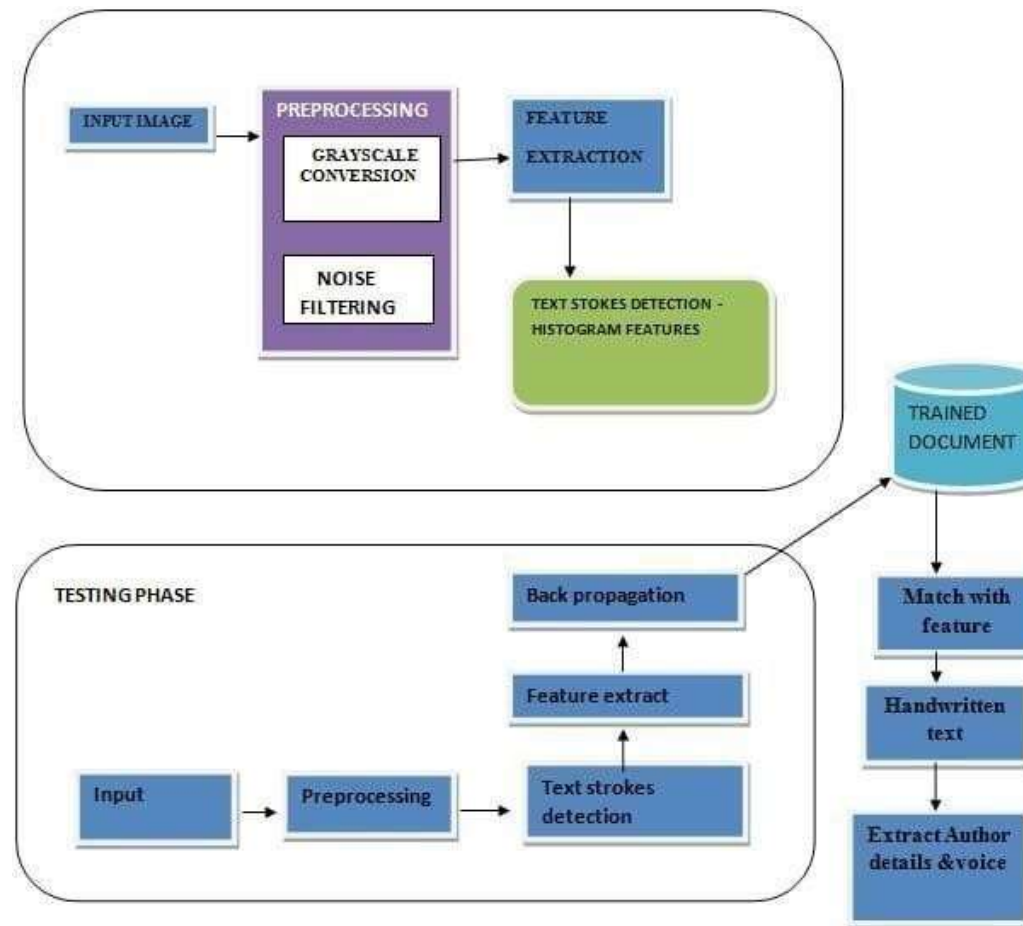 INPUT IMAGE
PREPROCESSING
GRAYSCALE
CONVERSION
NOISE
FILTERING
FEATURE
EXTRACTION
TEXT STOKES DETECTION -
HISTOGRAM FEATURES
TRAINED
DOCUMENT
TESTING PHASE
Back propagation
Feature extract
Input
Preprocessing
Text strokes
detection
Match with
feature
Handwritten
text
Extract Author
details &voice